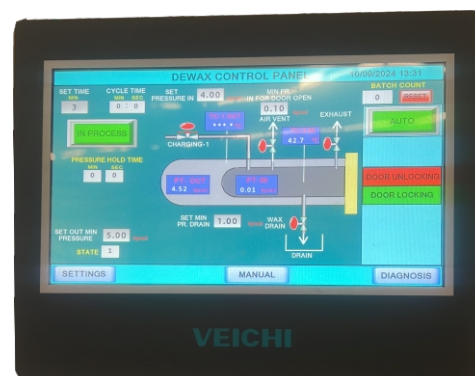 DEWAX CONTROL PANEL 10/09/2024 13:31
SET TIME
MIN
3
CYCLE TIME
MIN SEC
0 : 0
SET
PRESSURE IN 4.00
MIN PR.
IN FOR DOOR OPEN
0.10
BATCH COUNT
0 RESET
IN PROCESS
AIR VENT
EXHAUST
AUTO
CHARGING-1
42.7
PRESSURE HOLD TIME
MIN SEC
0 0
PT- OUT
4.52
PT-IN
0.01
DOOR UNLOCKING
DOOR LOCKING
SET MIN
PR. DRAIN 1.00
WAX
DRAIN
SET OUT MIN
PRESSURE 5.00
STATE 1
DRAIN
SETTINGS MANUAL DIAGNOSIS
VEICHI